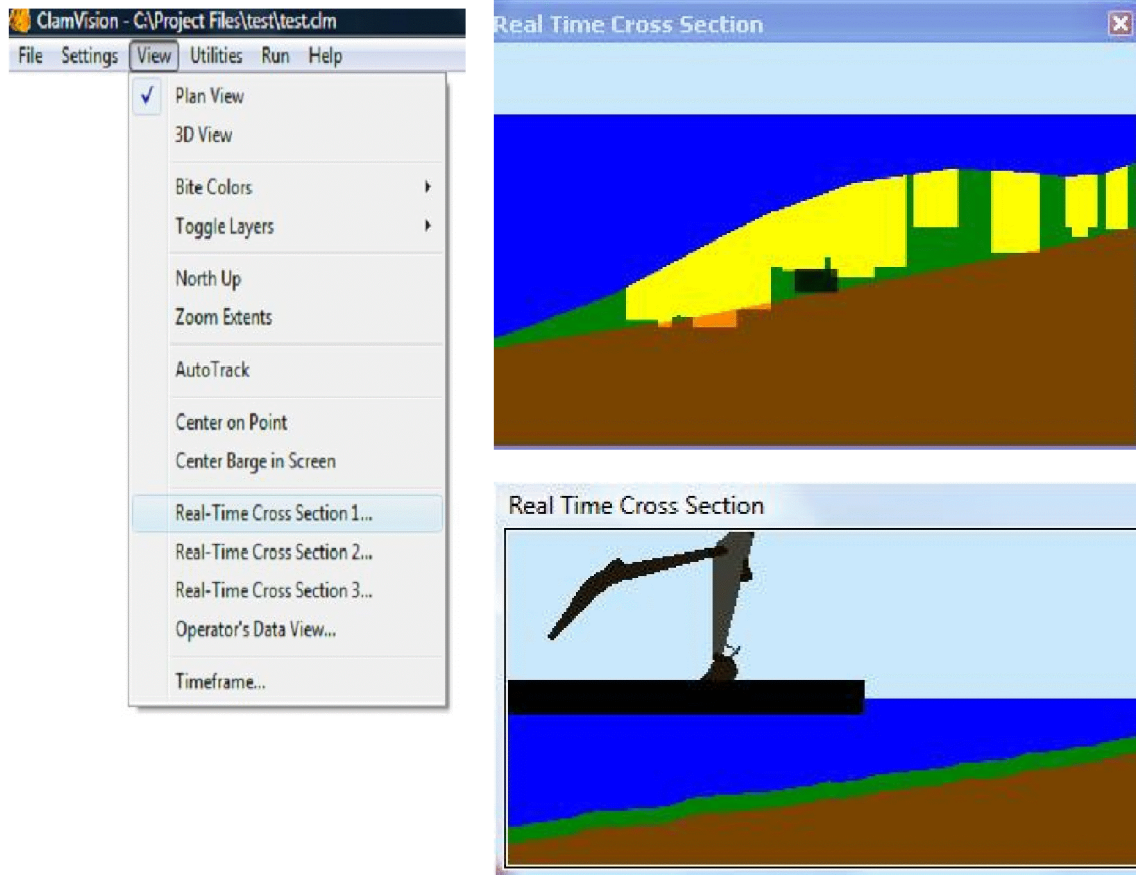 ClamVision - C:\Project Files\test\test.clm
File Settings View Utilities Run Help
Plan View
3D View
Bite Colors
Toggle Layers
North Up
Zoom Extents
AutoTrack
Center on Point
Center Barge in Screen
Real-Time Cross Section 1...
Real-Time Cross Section 2...
Real-Time Cross Section 3...
Operator's Data View...
Timeframe...
Real Time Cross Section
Real Time Cross Section